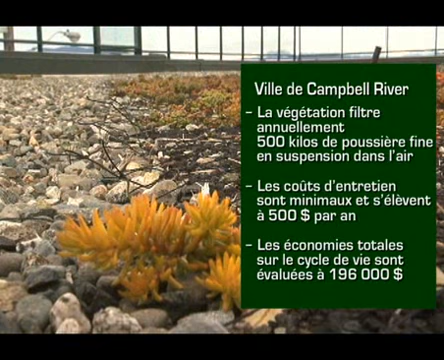 Ville de Campbell River
– La végétation filtre
annuellement
500 kilos de poussière fine
en suspension dans l'air
– Les coûts d'entretien
sont minimaux et s'élèvent
à 500 $ par an
– Les économies totales
sur le cycle de vie sont
évaluées à 196 000 $